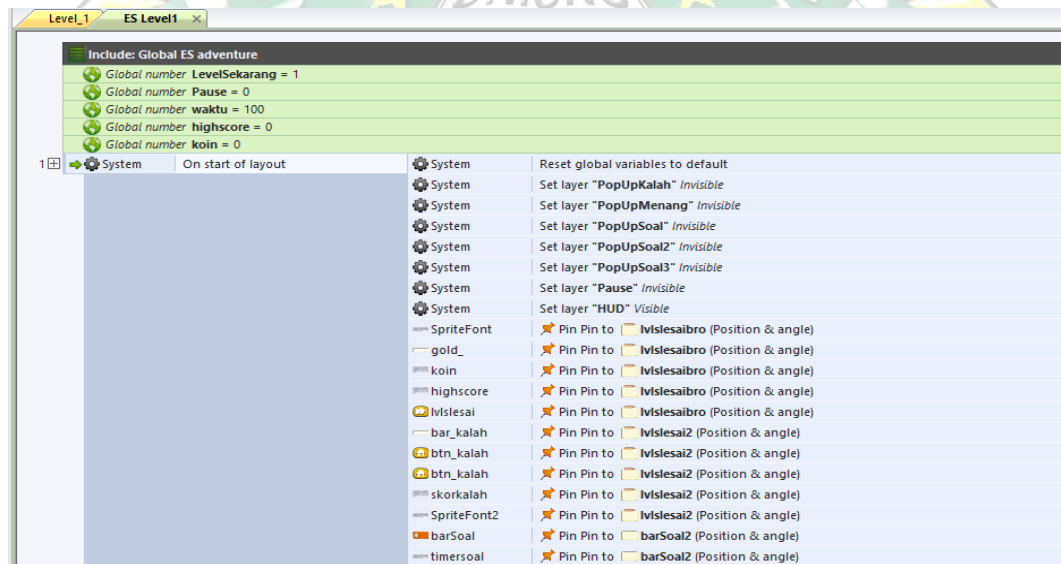 Level_1 ES Level1
Include: Global ES adventure
Global number LevelSekarang = 1
Global number Pause = 0
Global number waktu = 100
Global number highscore = 0
Global number koin = 0
1 System On start of layout System Reset global variables to default
System Set layer "PopUpKalah" Invisible
System Set layer "PopUpMenang" Invisible
System Set layer "PopUpSoal" Invisible
System Set layer "PopUpSoal2" Invisible
System Set layer "PopUpSoal3" Invisible
System Set layer "Pause" Invisible
System Set layer "HUD" Visible
SpriteFont Pin Pin to lvlslesaibro (Position & angle)
gold_ Pin Pin to lvlslesaibro (Position & angle)
koin Pin Pin to lvlslesaibro (Position & angle)
highscore Pin Pin to lvlslesaibro (Position & angle)
lvlslesai Pin Pin to lvlslesaibro (Position & angle)
bar_kalah Pin Pin to lvlslesai2 (Position & angle)
btn_kalah Pin Pin to lvlslesai2 (Position & angle)
btn_kalah Pin Pin to lvlslesai2 (Position & angle)
skorkalah Pin Pin to lvlslesai2 (Position & angle)
SpriteFont2 Pin Pin to lvlslesai2 (Position & angle)
barSoal Pin Pin to barSoal2 (Position & angle)
timersoal Pin Pin to barSoal2 (Position & angle)